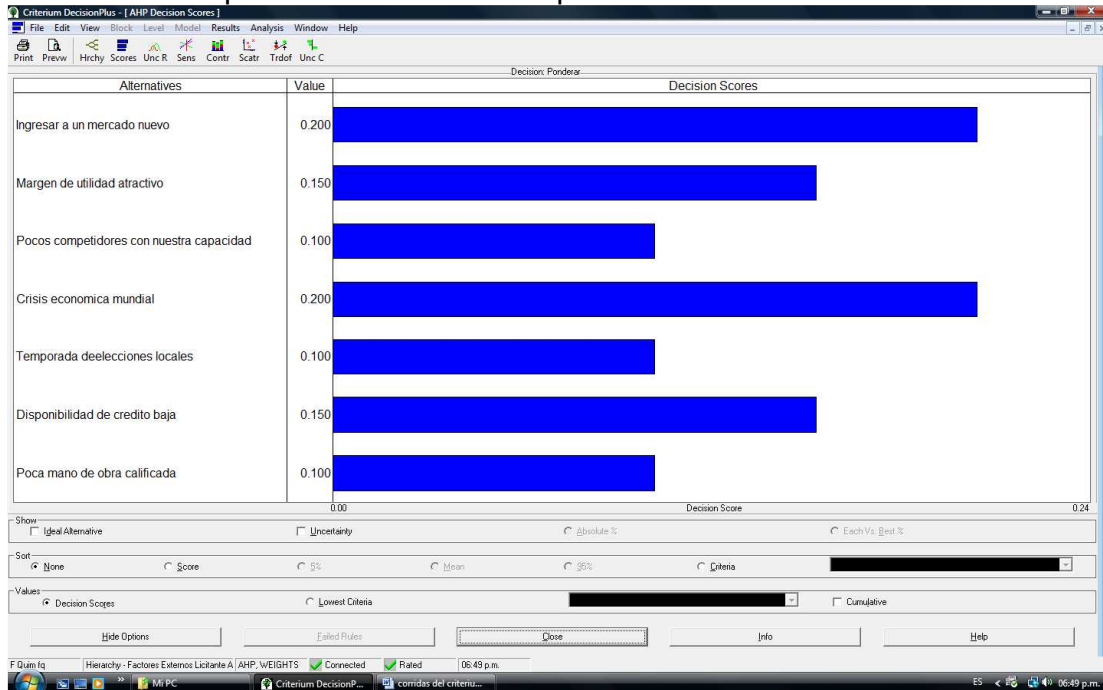 Criterium DecisionPlus - [ AHP Decision Scores ]
File Edit View Block Level Model Results Analysis Window Help
Print Prevw Hrchy Scores Unc R Sens Contr Scatr Trdof Unc C
Decision: Ponderar
Alternatives Value Decision Scores
Ingresar a un mercado nuevo 0.200
Margen de utilidad atractivo 0.150
Pocos competidores con nuestra capacidad 0.100
Crisis economica mundial 0.200
Temporada deelecciones locales 0.100
Disponibilidad de credito baja 0.150
Poca mano de obra calificada 0.100
0.00 Decision Score 0.24
Show
Ideal Alternative Uncertainty Absolute % Each Vs. Best %
Sort
None Score 5% Mean 95% Criteria
Values
Decision Scores Lowest Criteria Cumulative
Hide Options Failed Rules Close Info Help
F Quim fq Hierarchy - Factores Externos Licitante A AHP, WEIGHTS Connected Rated 06:49 p.m.
Mi PC Criterium DecisionP... corridas del criteriu... ES 06:49 p.m.